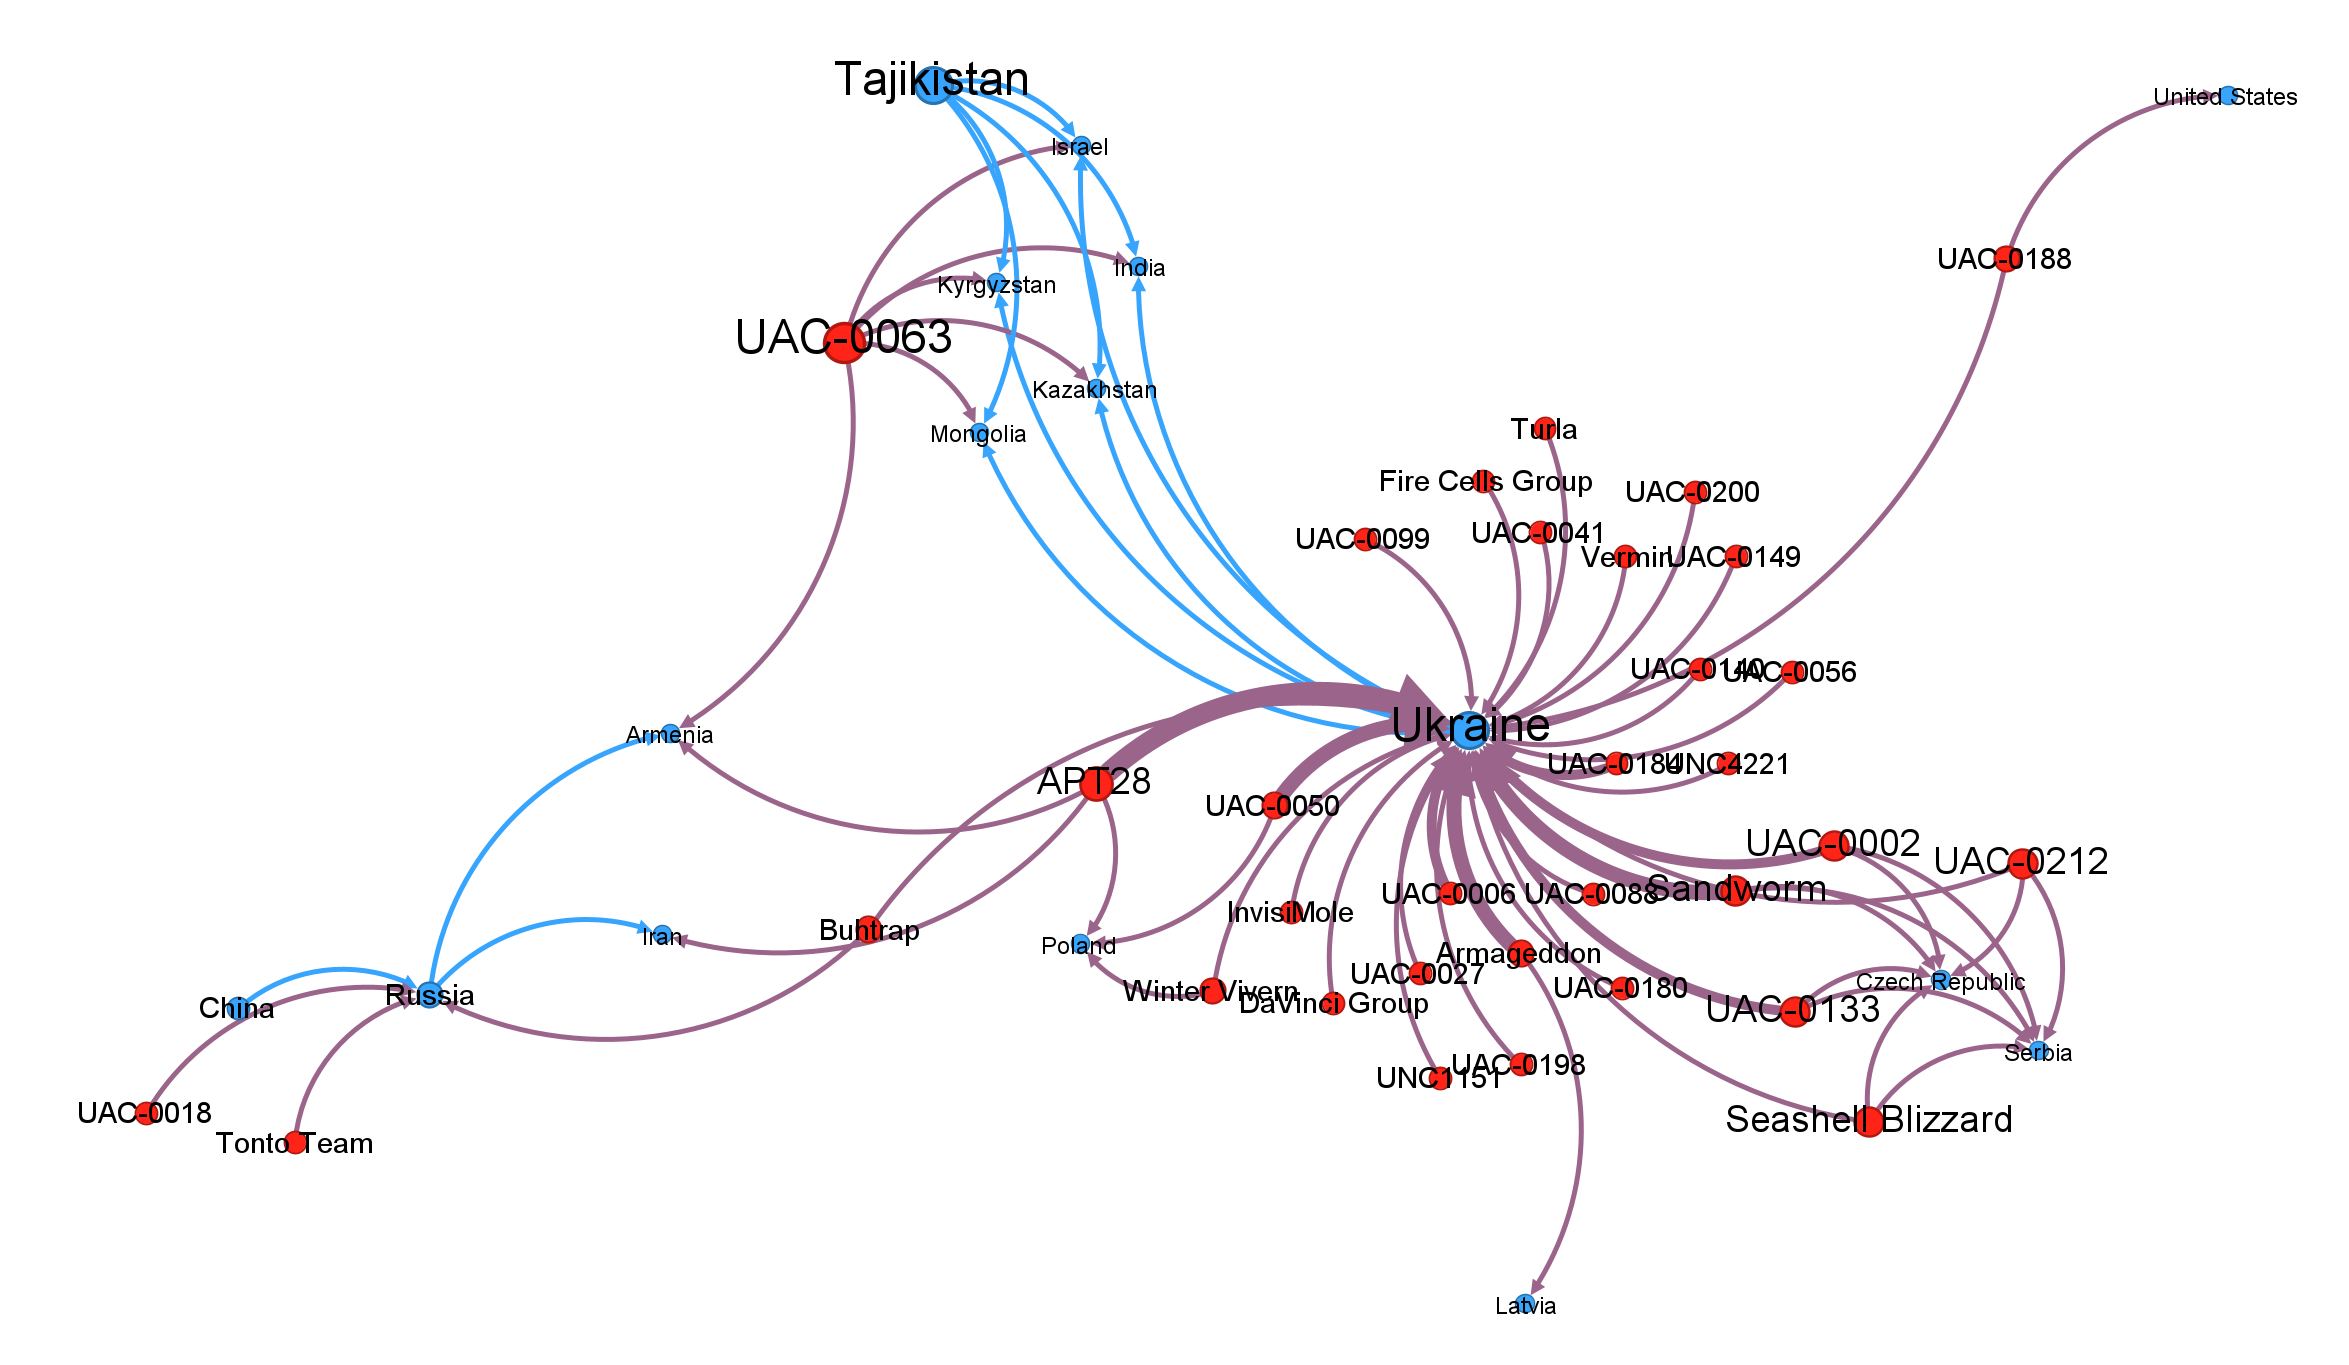 Tajikistan
United States
Israel
UAC-0188
India
Kyrgyzstan
UAC-0063
Kazakhstan
Mongolia
Turla
Fire Cells Group
UAC-0200
UAC-0099
UAC-0041
Vermin
UAC-0149
UAC-0140
UAC-0056
Ukraine
Armenia
UAC-0184
UNC4221
APT28
UAC-0050
UAC-0002
UAC-0212
Sandworm
UAC-0006
UAC-0088
InvisiMole
Buhtrap
Iran
Poland
Armageddon
UAC-0027
Czech Republic
UAC-0180
Winter Vivern
DaVinci Group
Russia
China
UAC-0133
Serbia
UAC-0198
UNC1151
UAC-0018
Seashell Blizzard
Tonto Team
Latvia